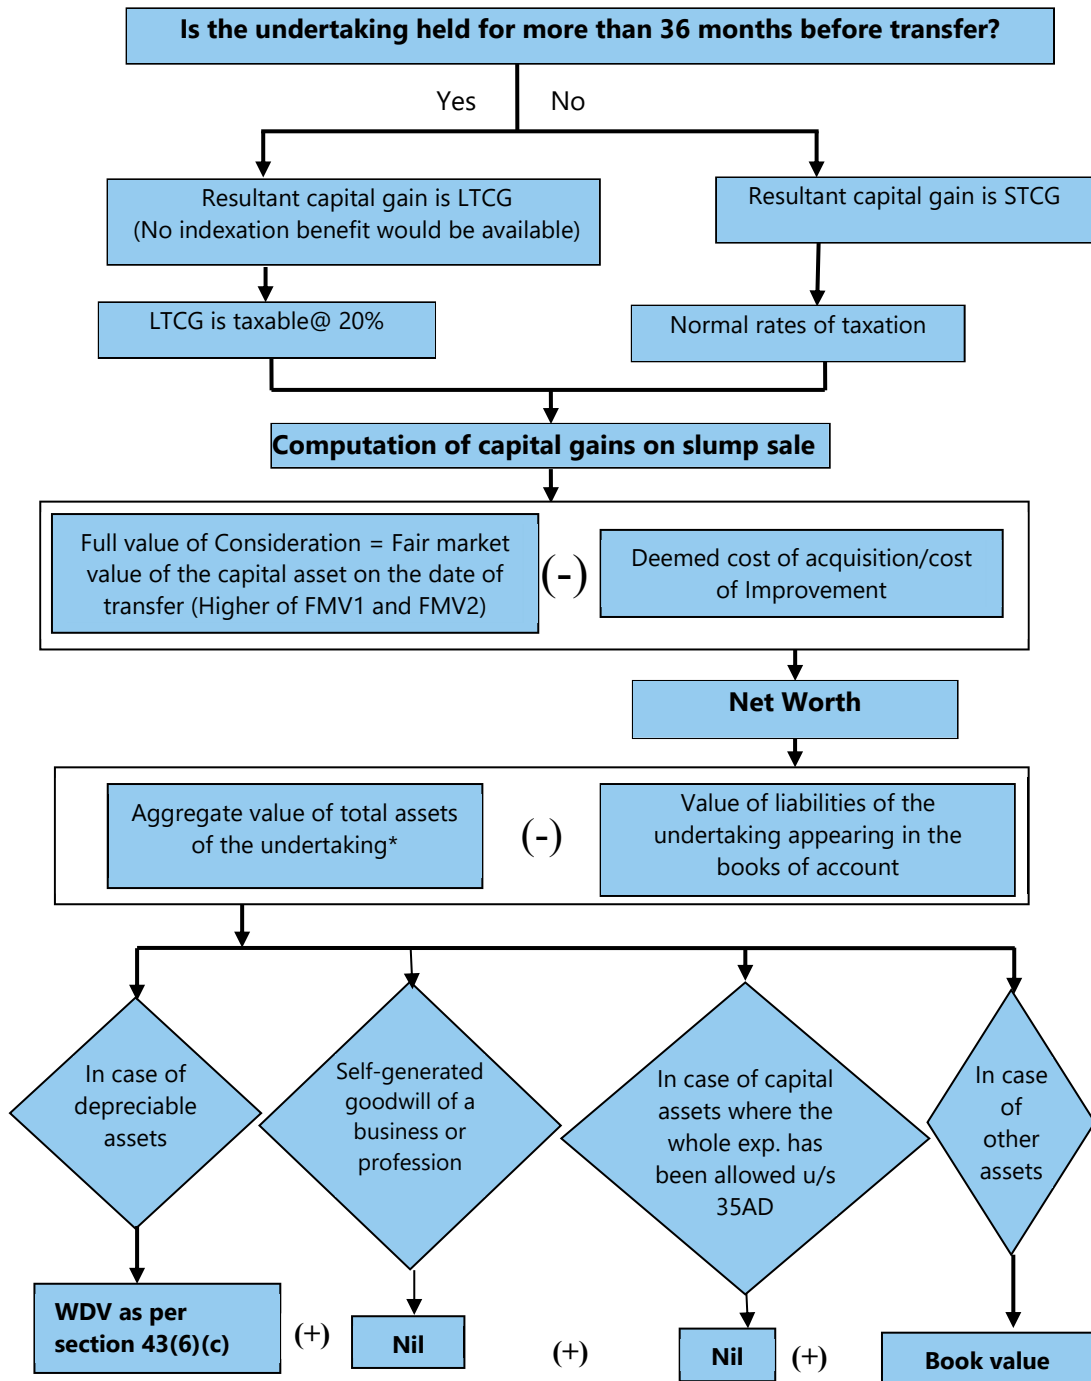 Is the undertaking held for more than 36 months before transfer?
Yes
No
Resultant capital gain is LTCG
(No indexation benefit would be available)
Resultant capital gain is STCG
LTCG is taxable@ 20%
Normal rates of taxation
Computation of capital gains on slump sale
Full value of Consideration = Fair market
value of the capital asset on the date of
transfer (Higher of FMV1 and FMV2)
(-)
Deemed cost of acquisition/cost
of Improvement
Net Worth
Aggregate value of total assets
of the undertaking*
(-)
Value of liabilities of the
undertaking appearing in the
books of account
In case of
depreciable
assets
Self-generated
goodwill of a
business or
profession
In case of capital
assets where the
whole exp. has
been allowed u/s
35AD
In case
of
other
assets
WDV as per
section 43(6)(c)
(+)
Nil
(+)
Nil
(+)
Book value